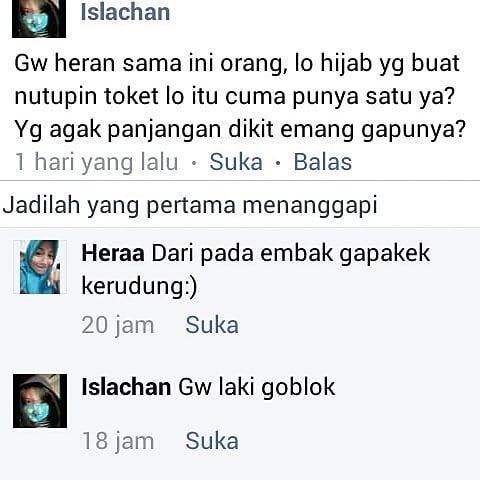 Islachan
Gw heran sama ini orang, lo hijab yg buat
nutupin toket lo itu cuma punya satu ya?
Yg agak panjangan dikit emang gapunya?
1 hari yang lalu · Suka · Balas
Jadilah yang pertama menanggapi
Heraa Dari pada embak gapakek
kerudung:)
20 jam Suka
Islachan Gw laki goblok
18 jam Suka